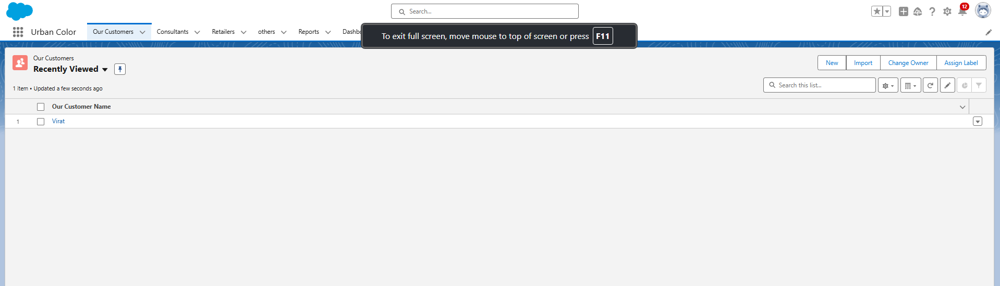 Search...
12
Urban Color
Our Customers
Consultants
Retailers
others
Reports
To exit full screen, move mouse to top of screen or press F11
Our Customers
Recently Viewed
New
Import
Change Owner
Assign Label
1 item • Updated a few seconds ago
Search this list...
Our Customer Name
1
Virat